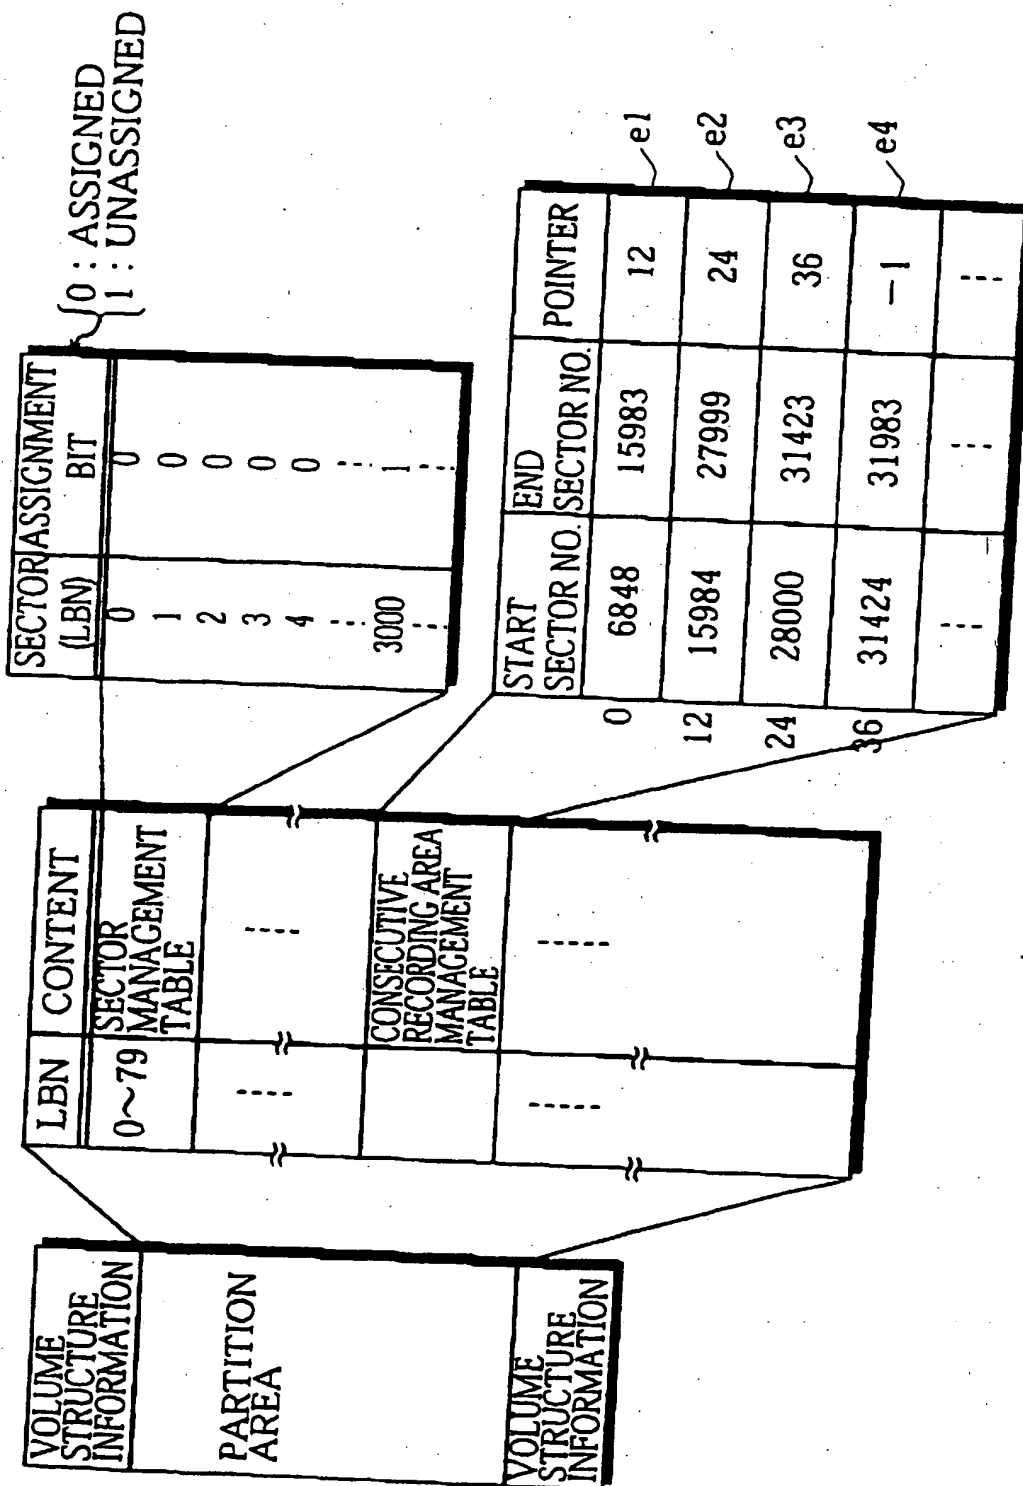 VOLUME
STRUCTURE
INFORMATION
PARTITION
AREA
VOLUME
STRUCTURE
INFORMATION
LBN CONTENT
0~79 SECTOR
MANAGEMENT
TABLE
CONSECUTIVE
RECORDING AREA
MANAGEMENT
TABLE
SECTOR ASSIGNMENT
(LBN) BIT
0 0
1 0
2 0
3 0
4 0
3000 1
0 : ASSIGNED
1 : UNASSIGNED
START END POINTER
SECTOR NO. SECTOR NO.
0 6848 15983 12 e1
12 15984 27999 24 e2
24 28000 31423 36 e3
36 31424 31983 −1 e4